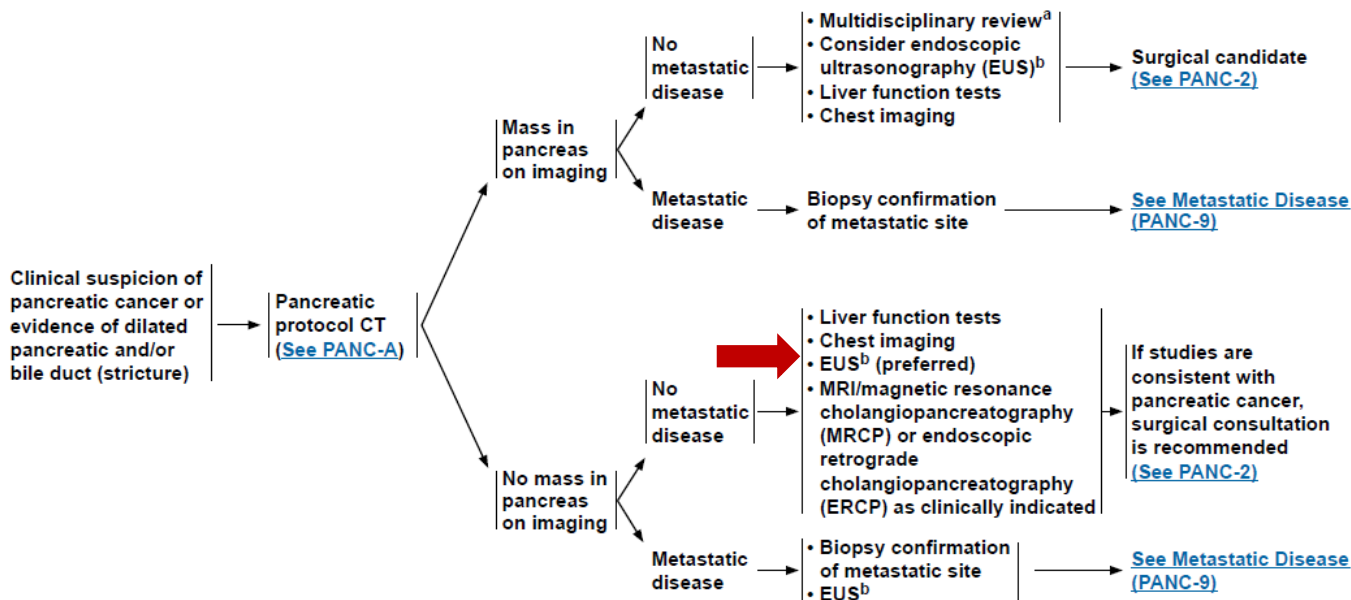 Clinical suspicion of
pancreatic cancer or
evidence of dilated
pancreatic and/or
bile duct (stricture)
Pancreatic
protocol CT
(See PANC-A)
Mass in
pancreas
on imaging
No
metastatic
disease
• Multidisciplinary reviewᵃ
• Consider endoscopic
ultrasonography (EUS)ᵇ
• Liver function tests
• Chest imaging
Surgical candidate
(See PANC-2)
Metastatic
disease
Biopsy confirmation
of metastatic site
See Metastatic Disease
(PANC-9)
No mass in
pancreas
on imaging
No
metastatic
disease
• Liver function tests
• Chest imaging
• EUSᵇ (preferred)
• MRI/magnetic resonance
cholangiopancreatography
(MRCP) or endoscopic
retrograde
cholangiopancreatography
(ERCP) as clinically indicated
If studies are
consistent with
pancreatic cancer,
surgical consultation
is recommended
(See PANC-2)
Metastatic
disease
• Biopsy confirmation
of metastatic site
• EUSᵇ
See Metastatic Disease
(PANC-9)